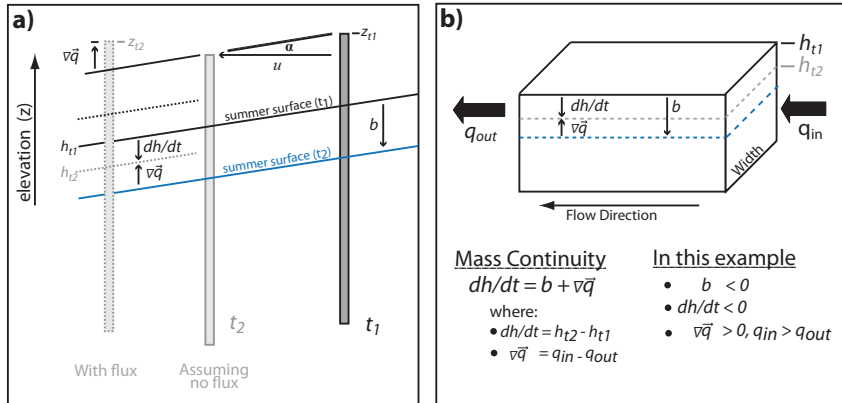 a)
∇q⃗
z_t2
z_t1
α
u
elevation (z)
summer surface (t₁)
b
h_t1
dh/dt
h_t2
∇q⃗
summer surface (t₂)
t₂
t₁
With flux
Assuming
no flux
b)
h_t1
h_t2
dh/dt
b
∇q⃗
q_out
q_in
Width
Flow Direction
Mass Continuity
dh/dt = b + ∇q⃗
where:
• dh/dt = h_t2 - h_t1
• ∇q⃗ = q_in - q_out
In this example
• b < 0
• dh/dt < 0
• ∇q⃗ > 0, q_in > q_out